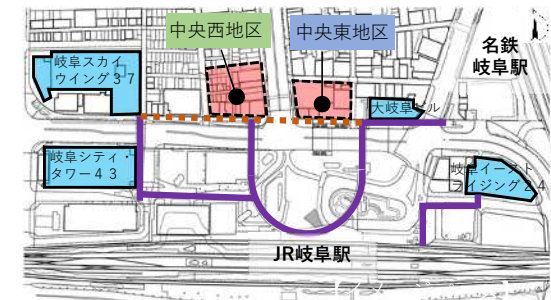 中央西地区
中央東地区
名鉄
岐阜駅
岐阜スカイ
ウイング37
大岐阜ビル
岐阜シティ・
タワー43
岐阜イースト
ライジング24
JR岐阜駅